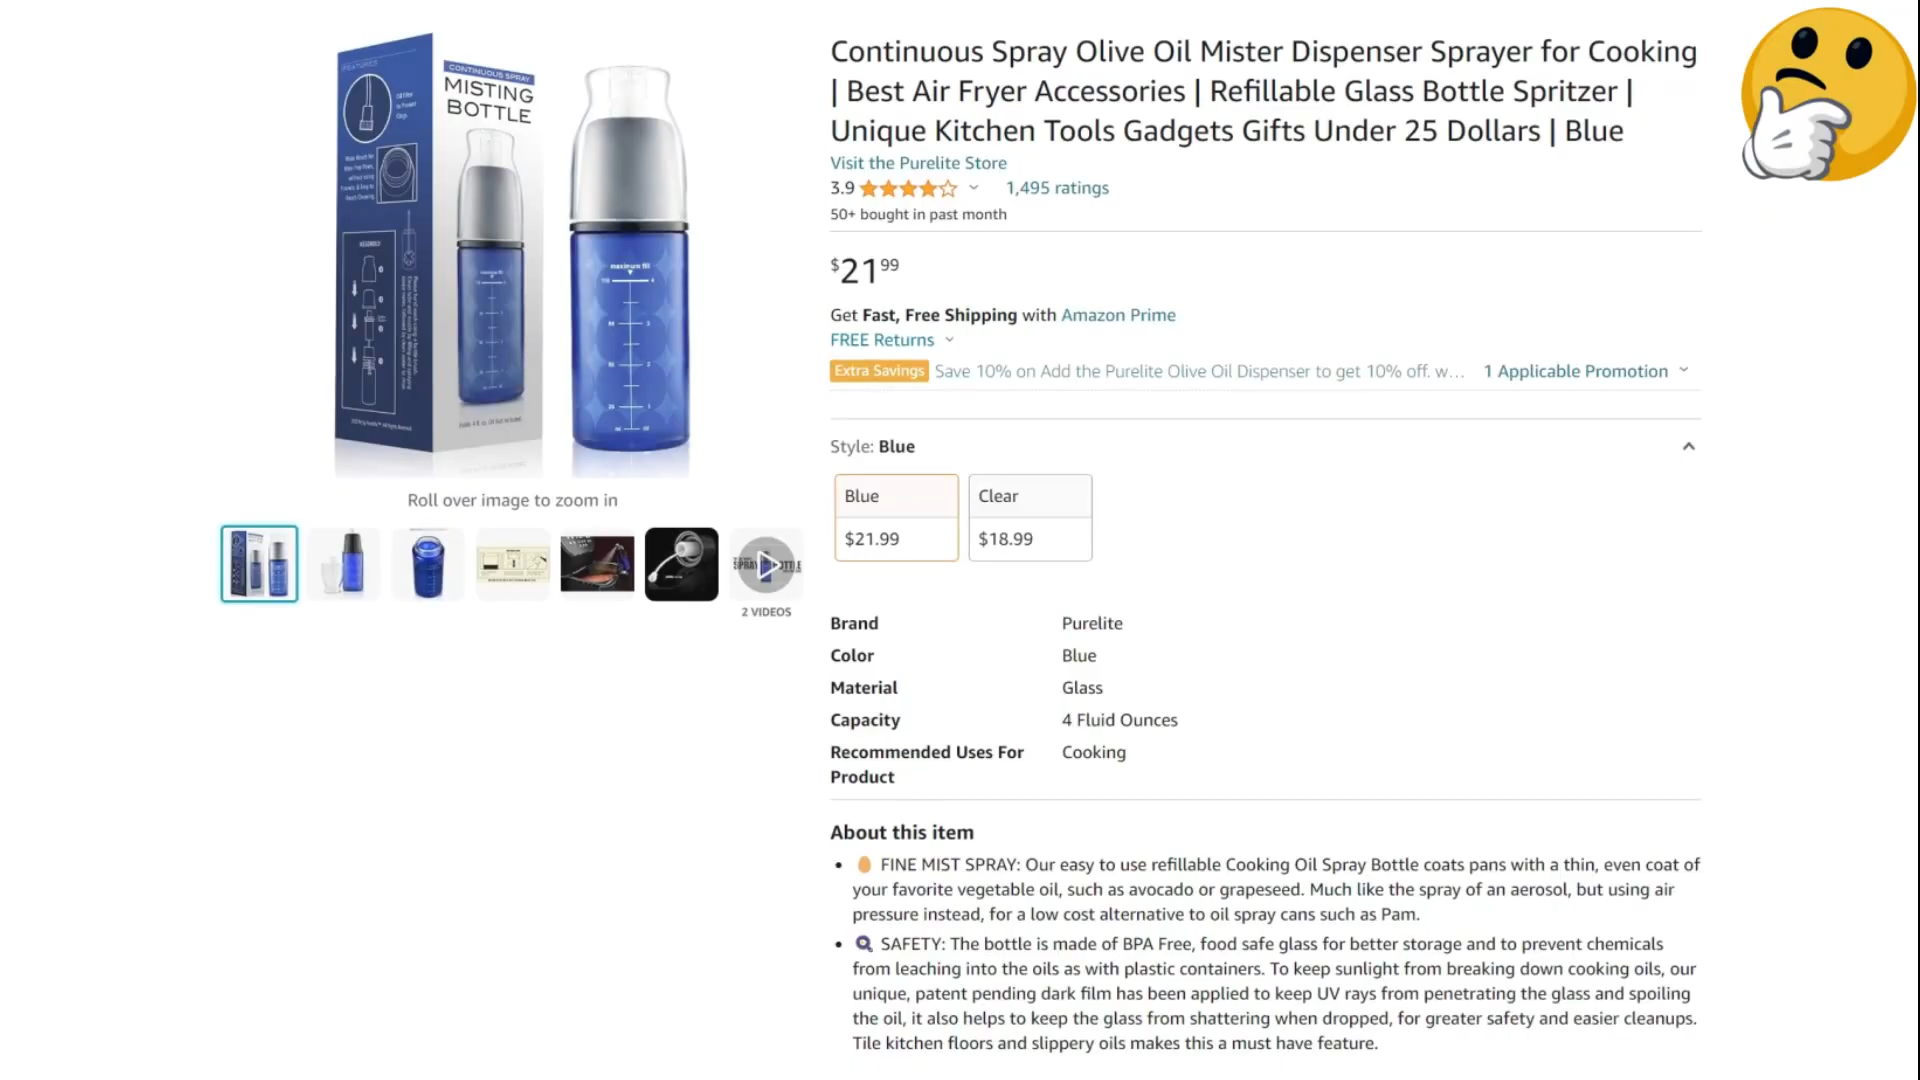 FEATURES
CONTINUOUS SPRAY
MISTING
BOTTLE
maximum fill
Roll over image to zoom in
2 VIDEOS
Continuous Spray Olive Oil Mister Dispenser Sprayer for Cooking
| Best Air Fryer Accessories | Refillable Glass Bottle Spritzer |
Unique Kitchen Tools Gadgets Gifts Under 25 Dollars | Blue
Visit the Purelite Store
3.9 1,495 ratings
50+ bought in past month
$21 99
Get Fast, Free Shipping with Amazon Prime
FREE Returns
Extra Savings Save 10% on Add the Purelite Olive Oil Dispenser to get 10% off. w... 1 Applicable Promotion
Style: Blue
Blue Clear
$21.99 $18.99
Brand Purelite
Color Blue
Material Glass
Capacity 4 Fluid Ounces
Recommended Uses For Cooking
Product
About this item
• FINE MIST SPRAY: Our easy to use refillable Cooking Oil Spray Bottle coats pans with a thin, even coat of
your favorite vegetable oil, such as avocado or grapeseed. Much like the spray of an aerosol, but using air
pressure instead, for a low cost alternative to oil spray cans such as Pam.
• SAFETY: The bottle is made of BPA Free, food safe glass for better storage and to prevent chemicals
from leaching into the oils as with plastic containers. To keep sunlight from breaking down cooking oils, our
unique, patent pending dark film has been applied to keep UV rays from penetrating the glass and spoiling
the oil, it also helps to keep the glass from shattering when dropped, for greater safety and easier cleanups.
Tile kitchen floors and slippery oils makes this a must have feature.